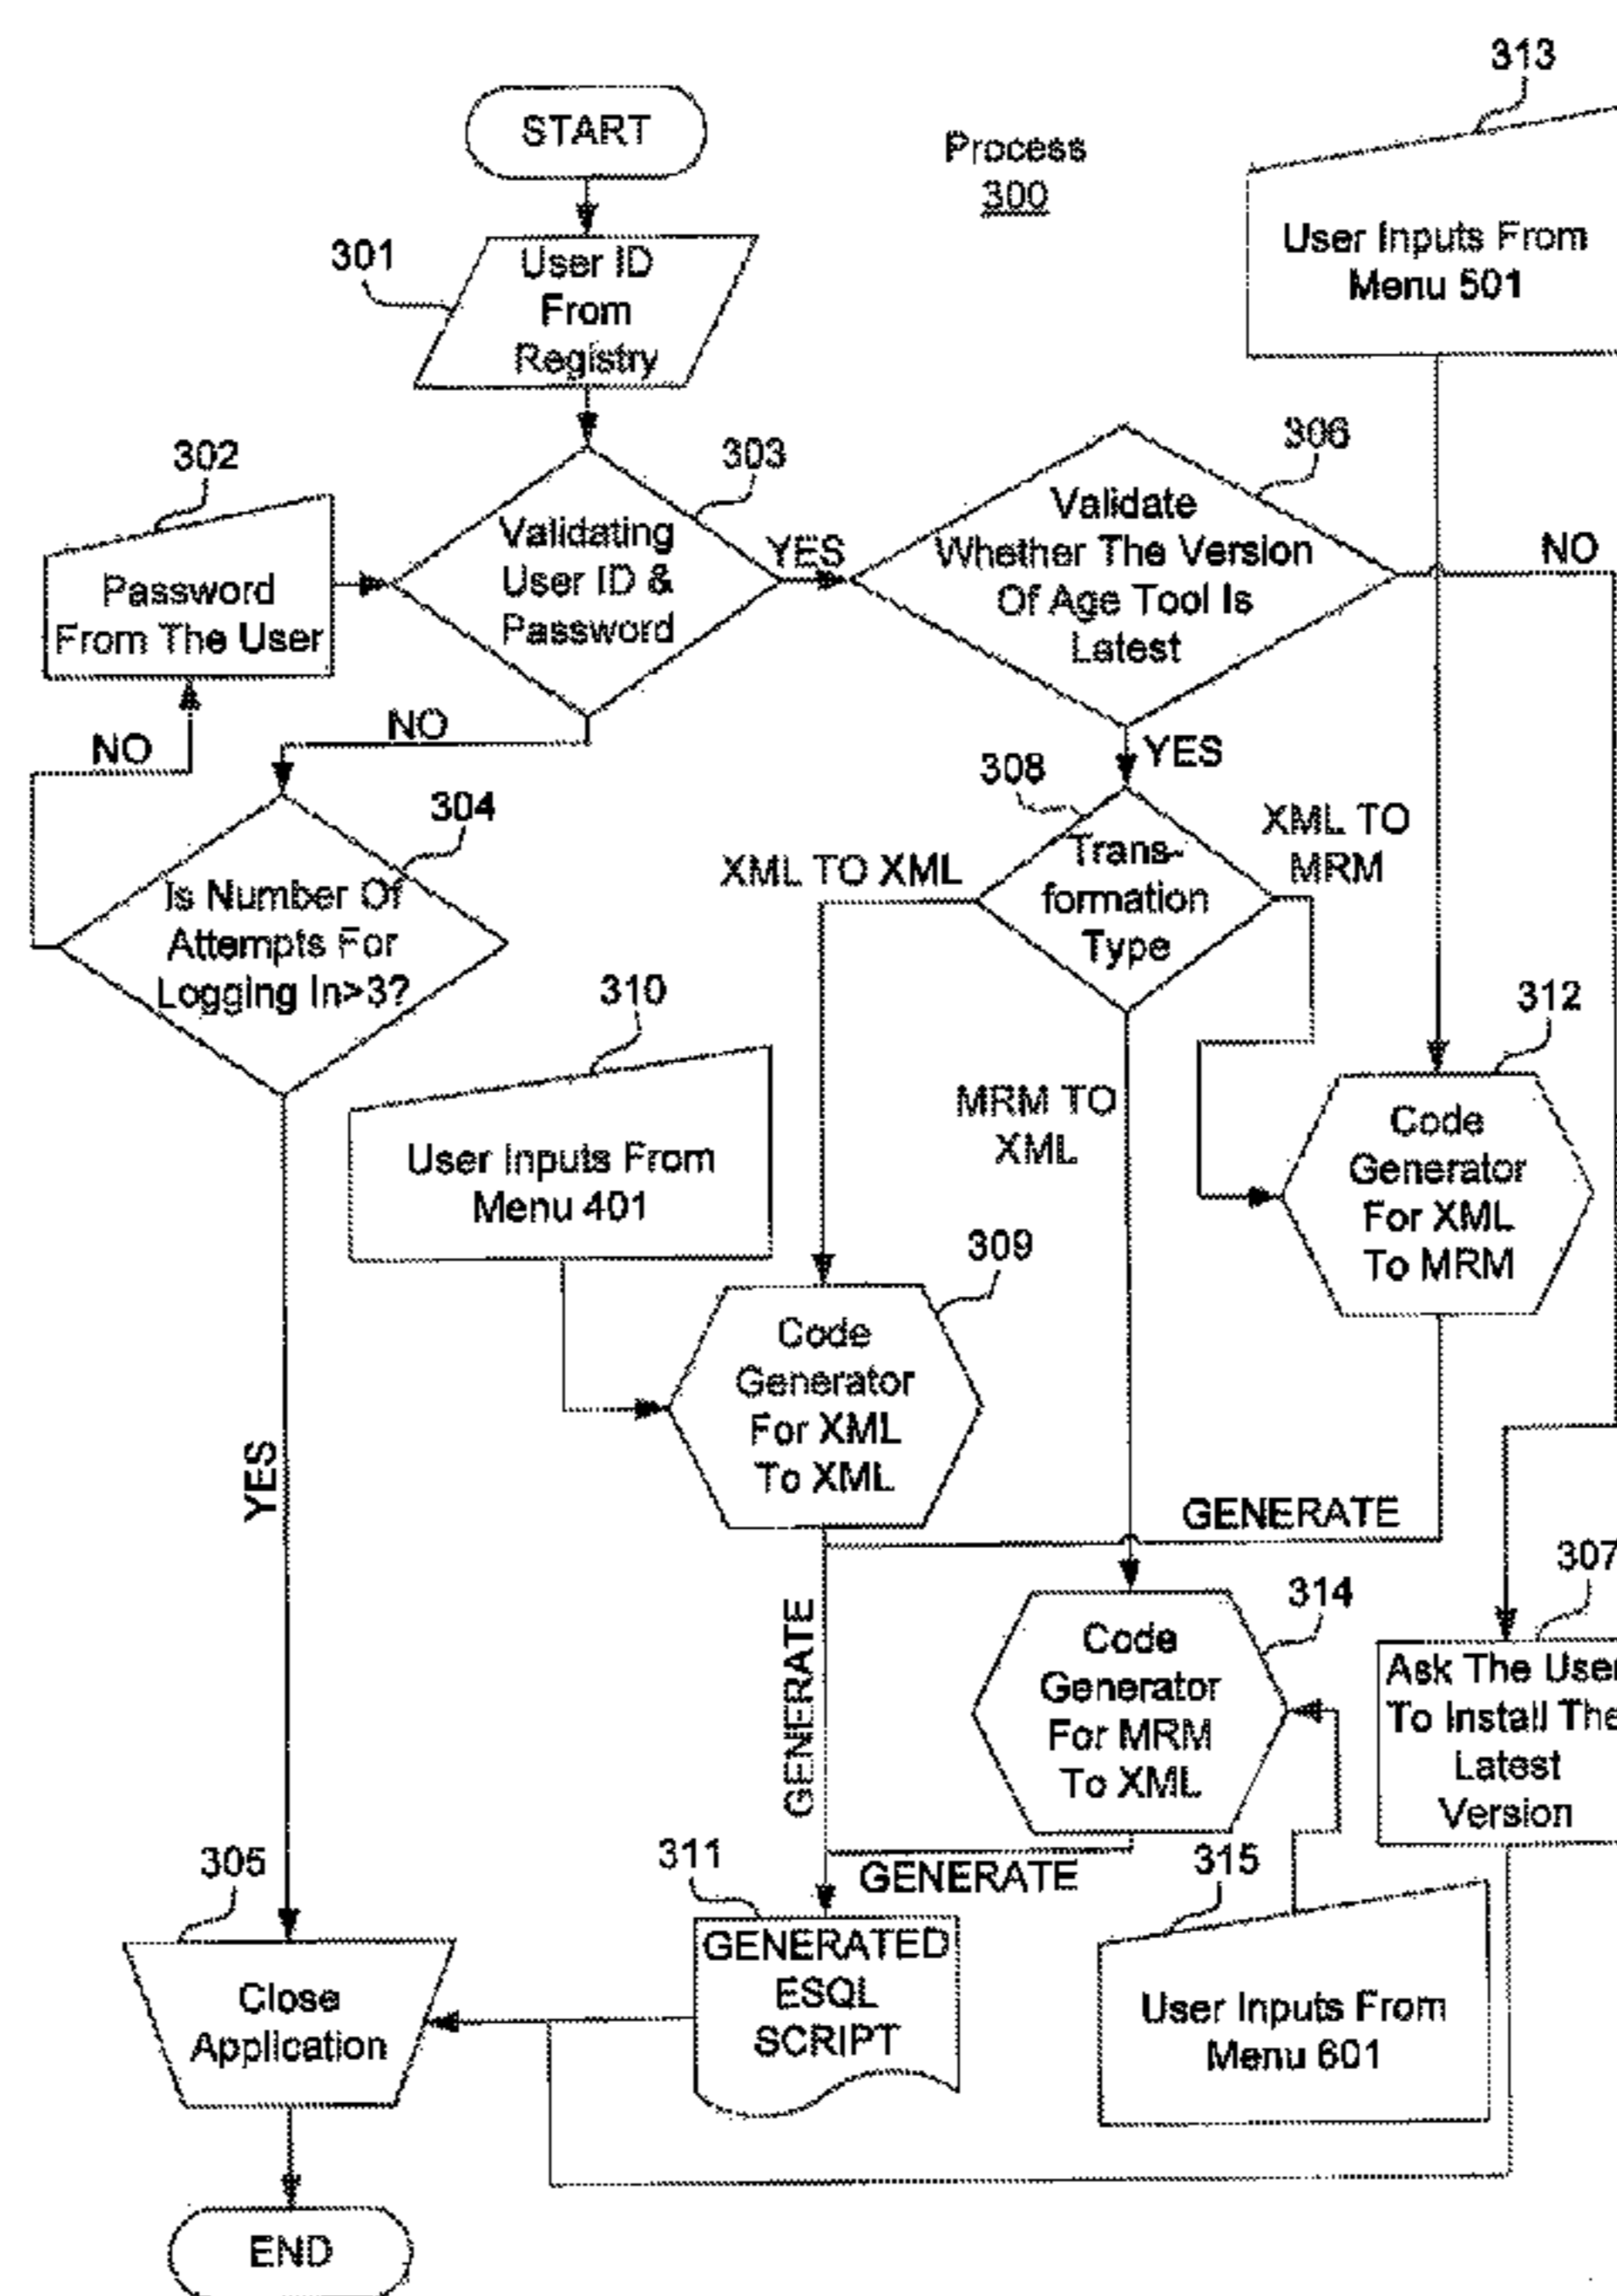 START
Process
300
313
User Inputs From
Menu 501
301
User ID
From
Registry
302
Password
From The User
303
Validating
User ID &
Password
YES
306
Validate
Whether The Version
Of Age Tool Is
Latest
NO
NO
NO
YES
304
Is Number Of
Attempts For
Logging In>3?
308
Trans-
formation
Type
XML TO XML
XML TO
MRM
MRM TO
XML
310
User Inputs From
Menu 401
312
Code
Generator
For XML
To MRM
309
Code
Generator
For XML
To XML
YES
GENERATE
GENERATE
314
Code
Generator
For MRM
To XML
307
Ask The User
To Install The
Latest
Version
GENERATE
305
Close
Application
311
GENERATED
ESQL
SCRIPT
315
User Inputs From
Menu 601
END